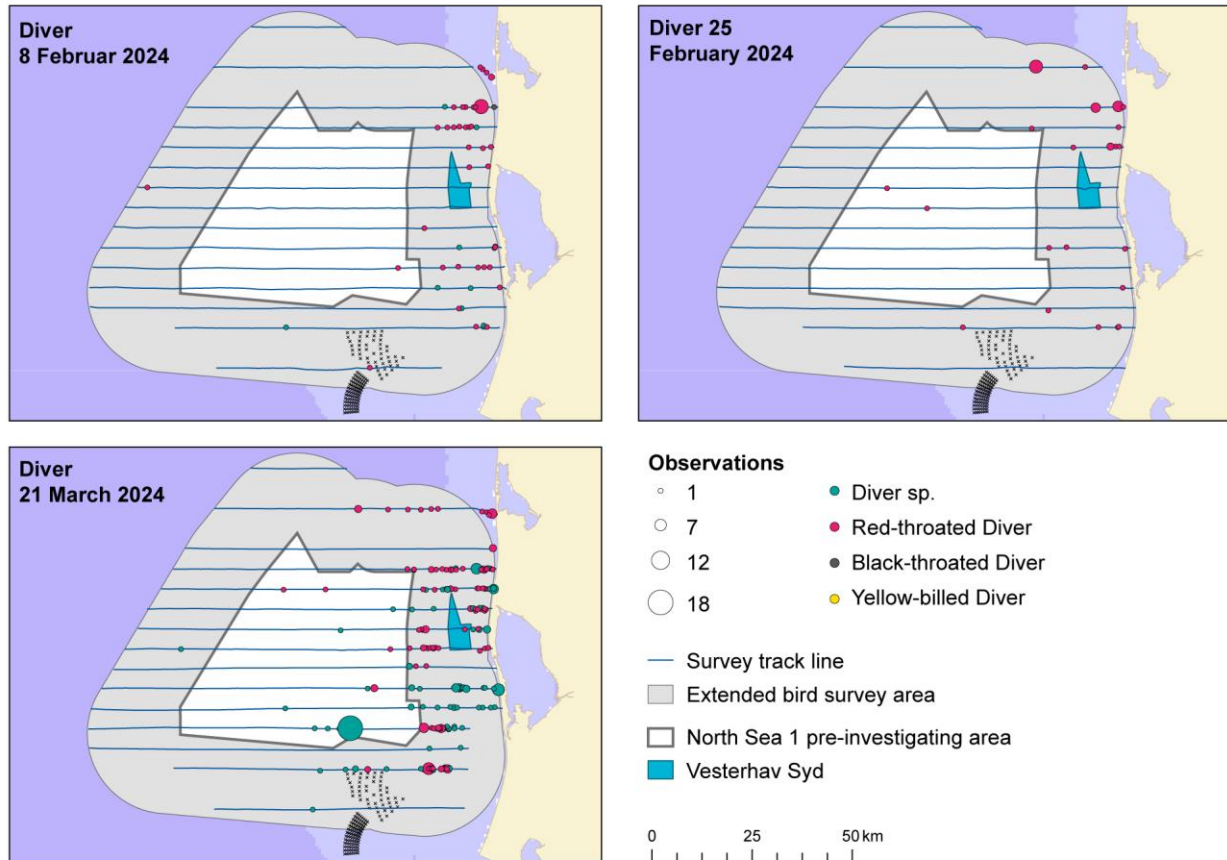 Diver
8 Februar 2024
Diver 25
February 2024
Diver
21 March 2024
Observations
1
7
12
18
Diver sp.
Red-throated Diver
Black-throated Diver
Yellow-billed Diver
Survey track line
Extended bird survey area
North Sea 1 pre-investigating area
Vesterhav Syd
0 25 50 km